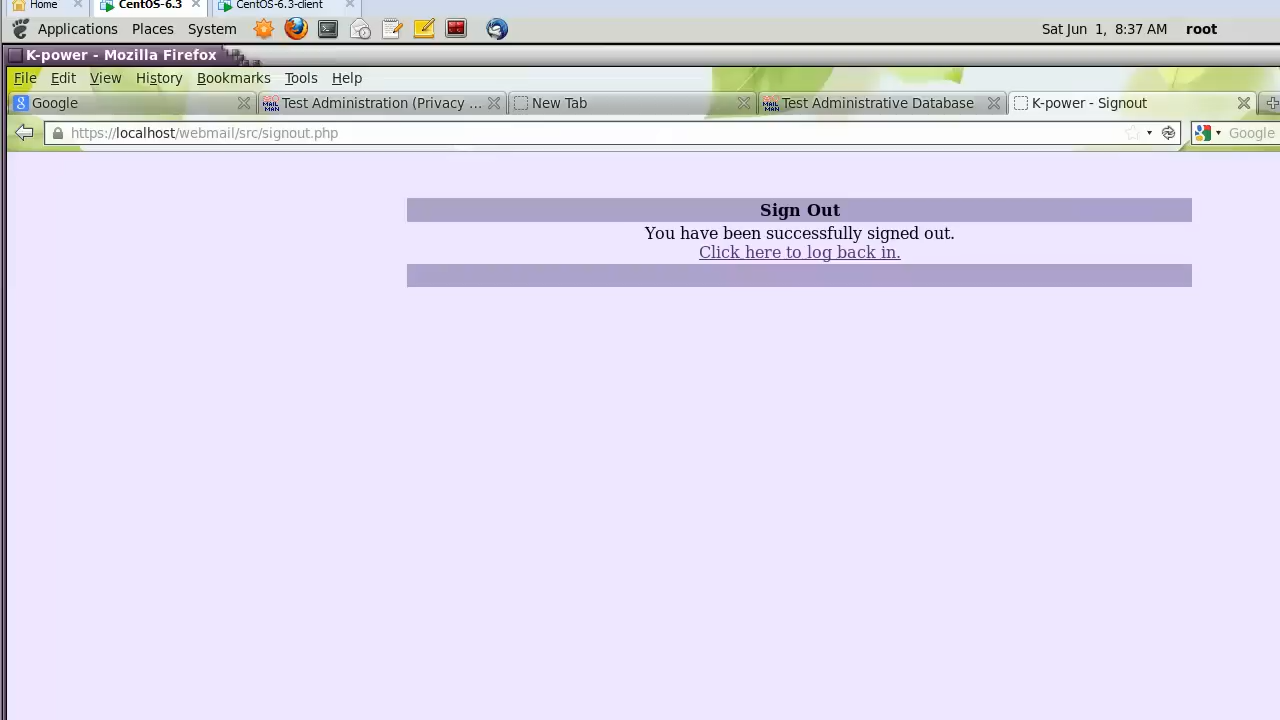 Home CentOS-6.3 CentOS-6.3-client
Applications Places System Sat Jun 1, 8:37 AM root
K-power - Mozilla Firefox
File Edit View History Bookmarks Tools Help
Google Test Administration (Privacy ... New Tab Test Administrative Database K-power - Signout
https://localhost/webmail/src/signout.php Google
Sign Out
You have been successfully signed out.
Click here to log back in.